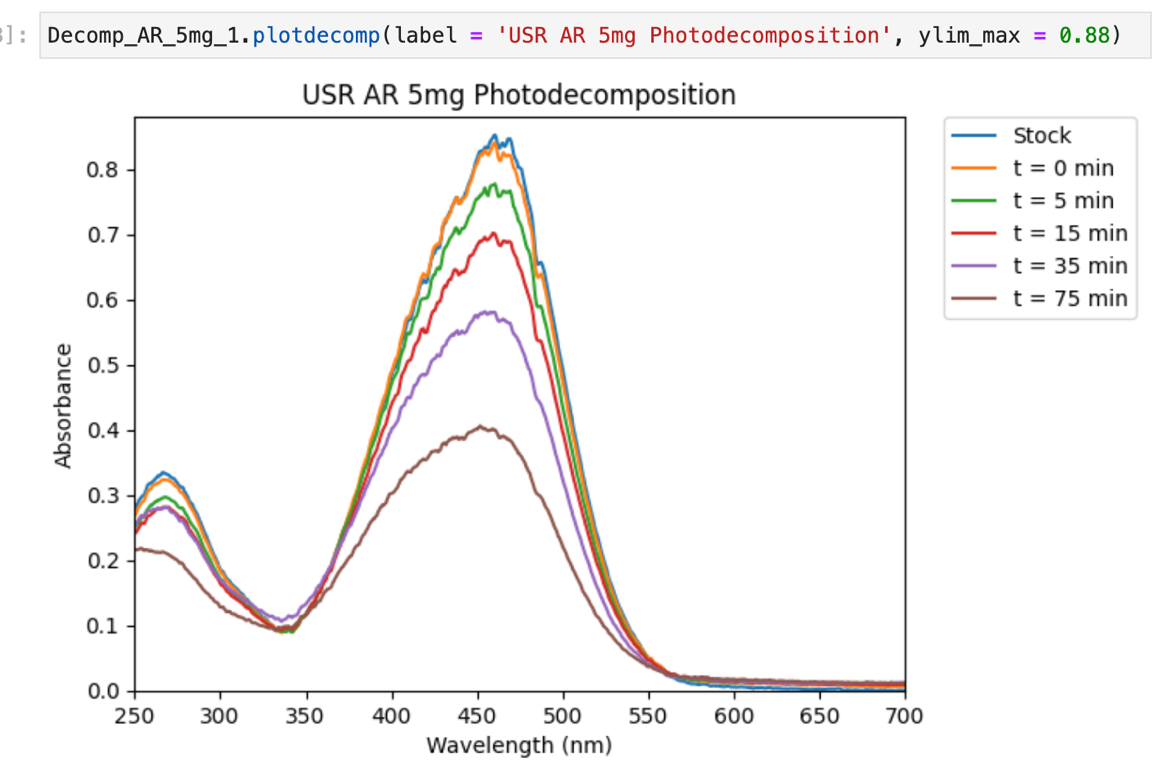 ]:
Decomp_AR_5mg_1.plotdecomp(label = 'USR AR 5mg Photodecomposition', ylim_max = 0.88)
USR AR 5mg Photodecomposition
Stock
t = 0 min
t = 5 min
t = 15 min
t = 35 min
t = 75 min
Absorbance
0.8
0.7
0.6
0.5
0.4
0.3
0.2
0.1
0.0
250 300 350 400 450 500 550 600 650 700
Wavelength (nm)